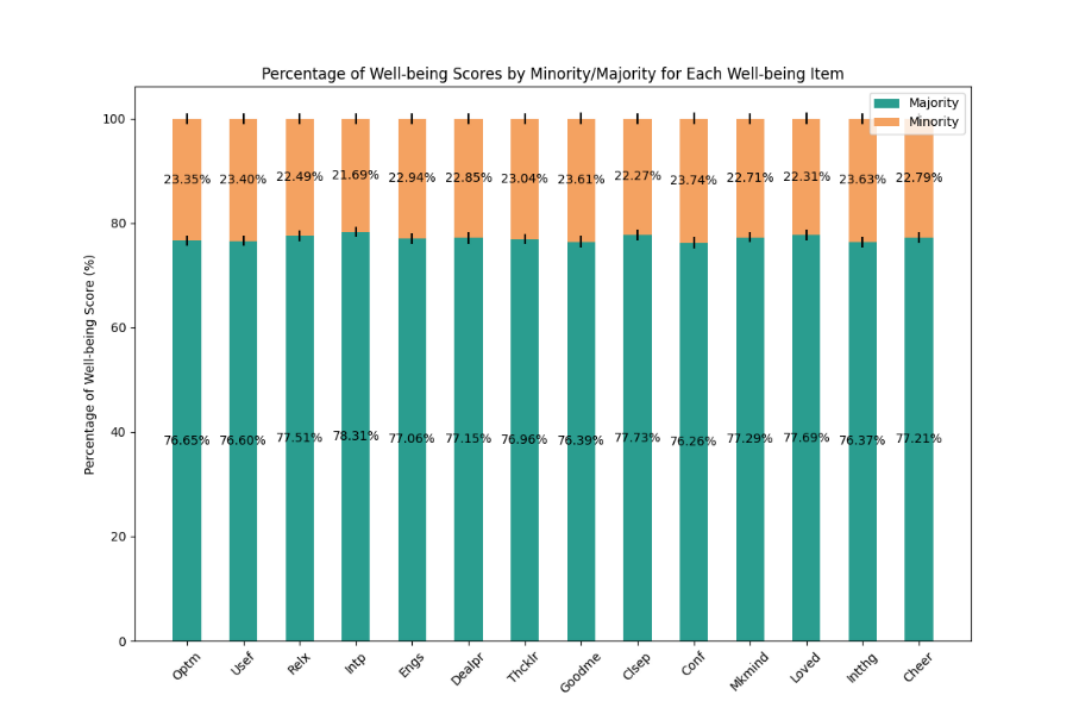 Percentage of Well-being Scores by Minority/Majority for Each Well-being Item
Majority
Minority
Percentage of Well-being Score (%)
100
80
60
40
20
0
23.35% 23.40% 22.49% 21.69% 22.94% 22.85% 23.04% 23.61% 22.27% 23.74% 22.71% 22.31% 23.63% 22.79%
76.65% 76.60% 77.51% 78.31% 77.06% 77.15% 76.96% 76.39% 77.73% 76.26% 77.29% 77.69% 76.37% 77.21%
Optm Usef Relx Intp Engs Dealpr Thcklr Goodme Clsep Conf Mkmind Loved Intthg Cheer